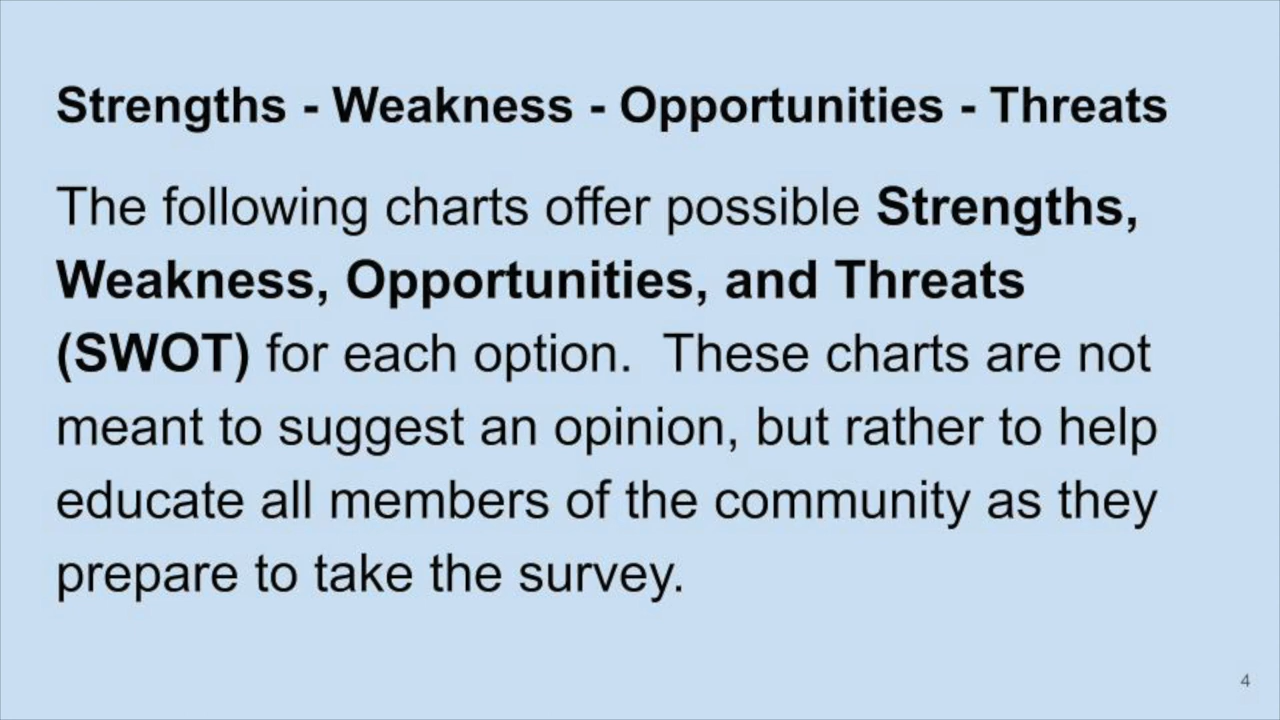 Strengths - Weakness - Opportunities - Threats
The following charts offer possible Strengths,
Weakness, Opportunities, and Threats
(SWOT) for each option.  These charts are not
meant to suggest an opinion, but rather to help
educate all members of the community as they
prepare to take the survey.
4